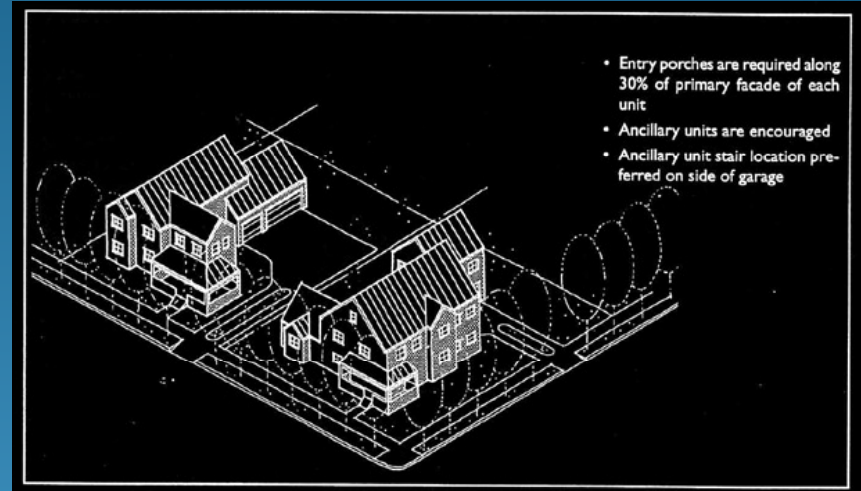 • Entry porches are required along
30% of primary facade of each
unit
• Ancillary units are encouraged
• Ancillary unit stair location pre-
ferred on side of garage